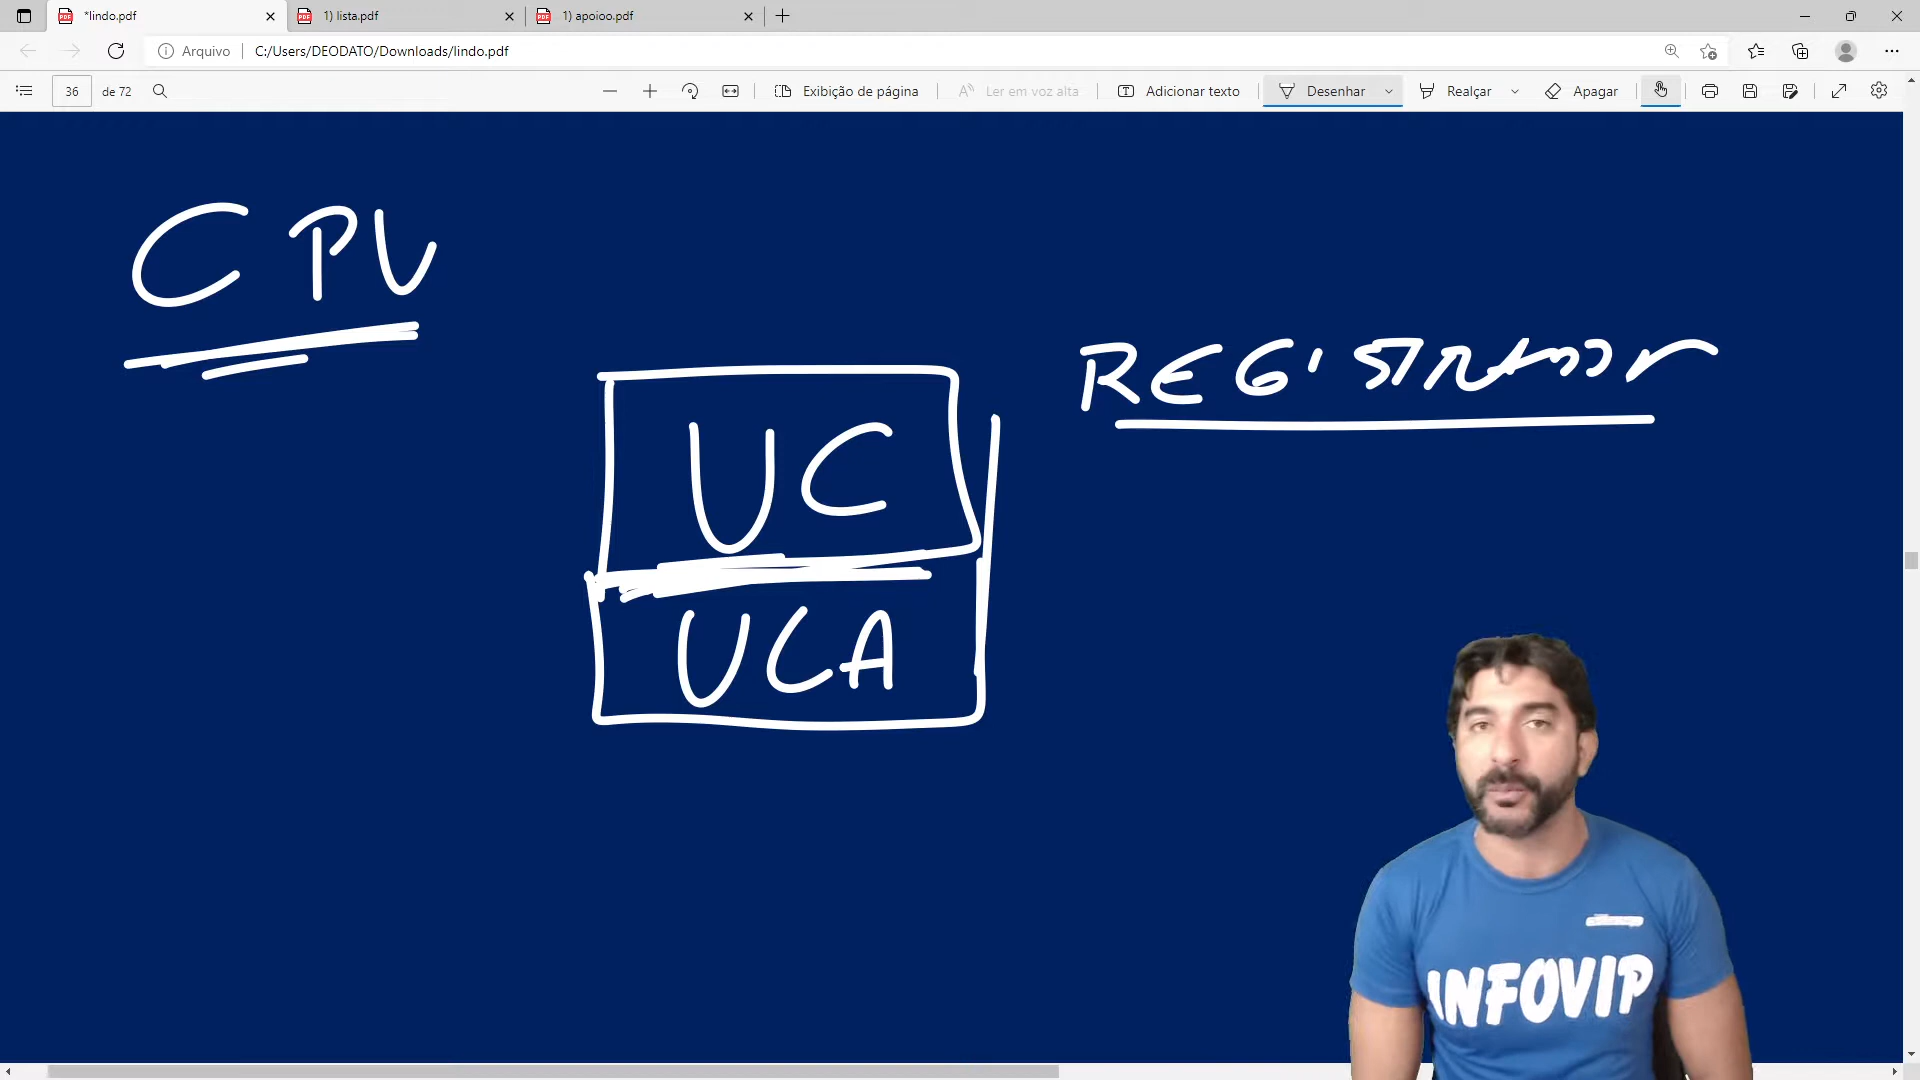 *lindo.pdf
1) lista.pdf
1) apoioo.pdf
Arquivo
C:/Users/DEODATO/Downloads/lindo.pdf
36 de 72
Exibição de página
Ler em voz alta
Adicionar texto
Desenhar
Realçar
Apagar
CPU
REGISTRADOR
UC
ULA
INFOVIP